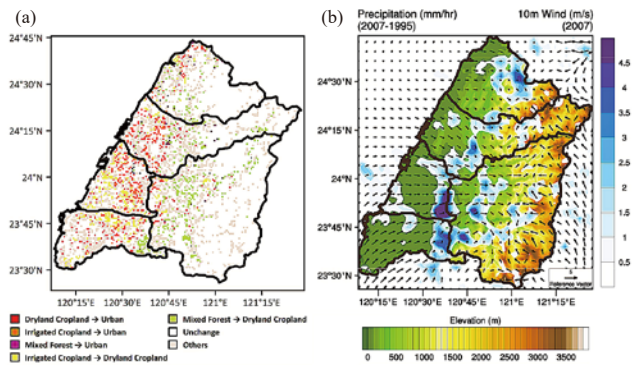 (a)
24°45'N
24°30'N
24°15'N
24°N
23°45'N
23°30'N
120°15'E 120°30'E 120°45'E 121°E 121°15'E
Dryland Cropland → Urban
Irrigated Cropland → Urban
Mixed Forest → Urban
Irrigated Cropland → Dryland Cropland
Mixed Forest → Dryland Cropland
Unchange
Others
(b)
Precipitation (mm/hr) 10m Wind (m/s)
(2007-1995) (2007)
24°30'N
24°15'N
24°N
23°45'N
23°30'N
120°15'E 120°30'E 120°45'E 121°E 121°15'E
5
Reference Vector
4.5
4
3.5
3
2.5
2
1.5
1
0.5
Elevation (m)
0 500 1000 1500 2000 2500 3000 3500